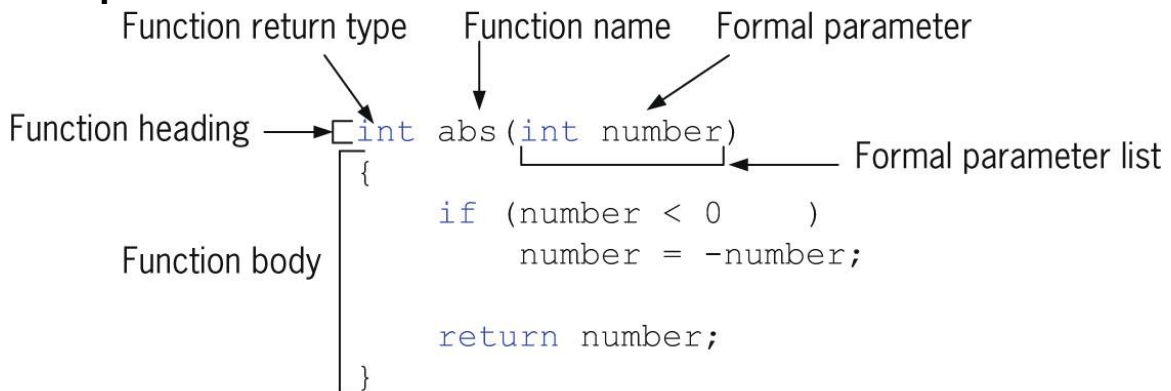 Function return type Function name Formal parameter
Function heading int abs(int number)
Formal parameter list
{
if (number < 0 )
number = -number;
Function body
return number;
}